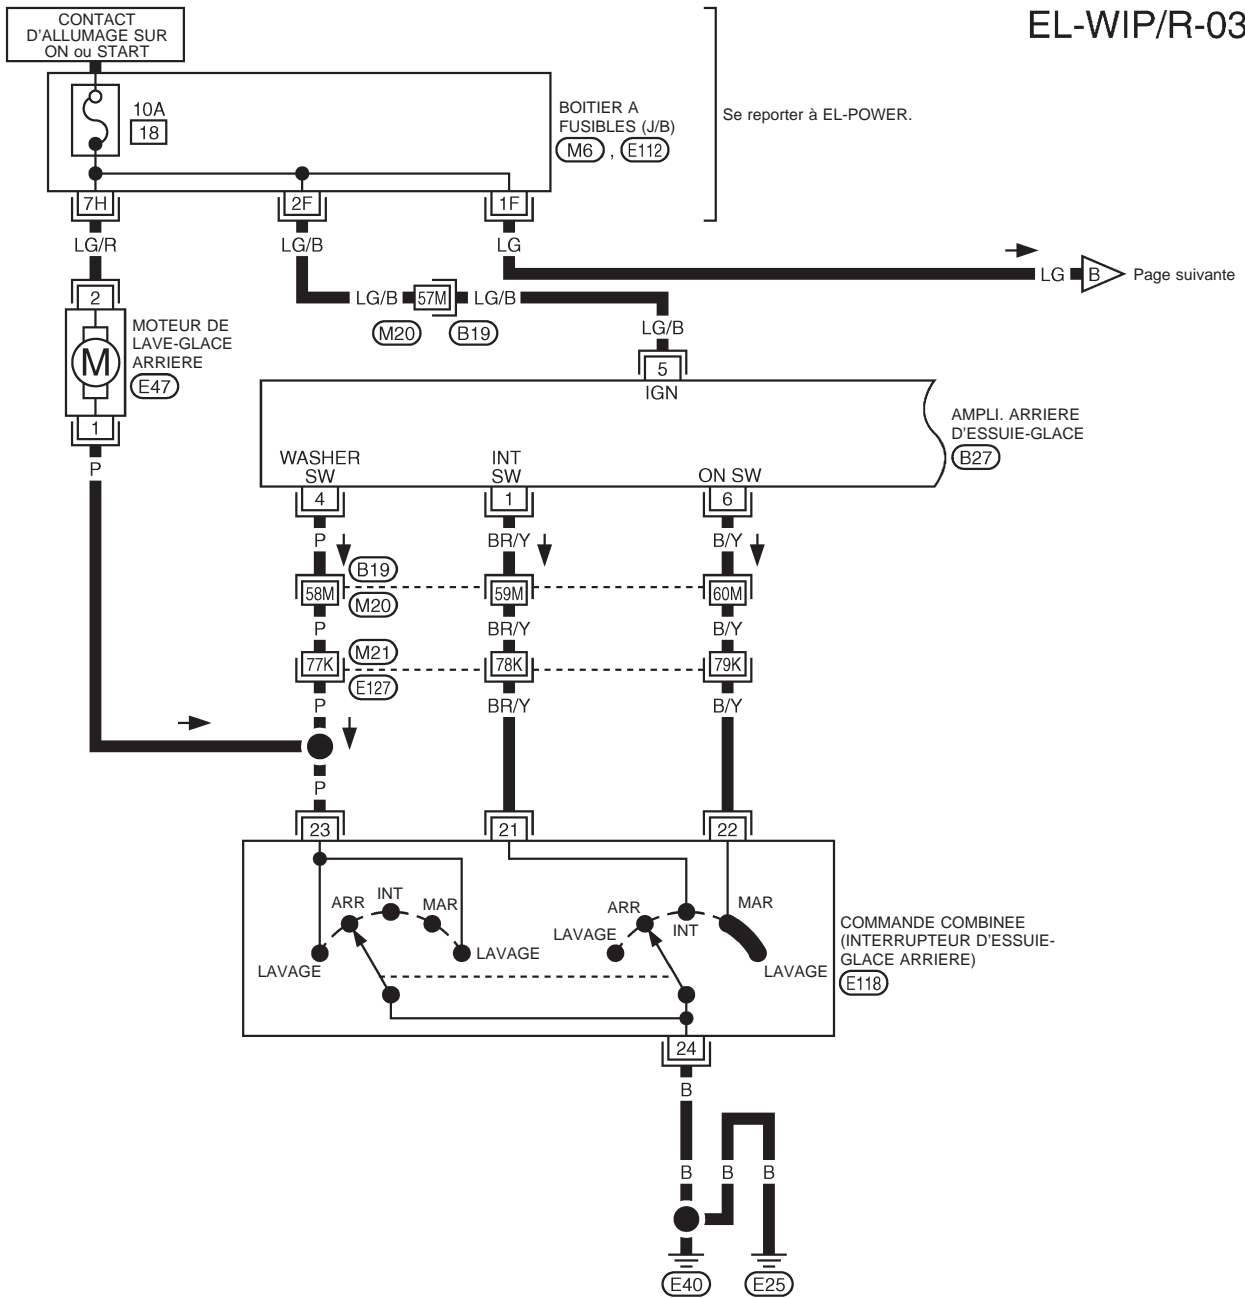 EL-WIP/R-03
CONTACT
D'ALLUMAGE SUR
ON ou START
10A
18
BOITIER A
FUSIBLES (J/B)
M6 , E112
Se reporter à EL-POWER.
7H
2F
1F
LG/R
LG/B
LG
LG
B
Page suivante
LG/B
57M
LG/B
M20
B19
LG/B
2
MOTEUR DE
LAVE-GLACE
ARRIERE
E47
M
1
P
5
IGN
AMPLI. ARRIERE
D'ESSUIE-GLACE
B27
WASHER
SW
INT
SW
ON SW
4
1
6
P
BR/Y
B/Y
B19
58M
59M
60M
M20
P
BR/Y
B/Y
M21
77K
78K
79K
E127
P
BR/Y
B/Y
P
23
21
22
ARR
INT
MAR
LAVAGE
LAVAGE
ARR
INT
MAR
LAVAGE
LAVAGE
COMMANDE COMBINEE
(INTERRUPTEUR D'ESSUIE-
GLACE ARRIERE)
E118
24
B
B
B
B
E40
E25